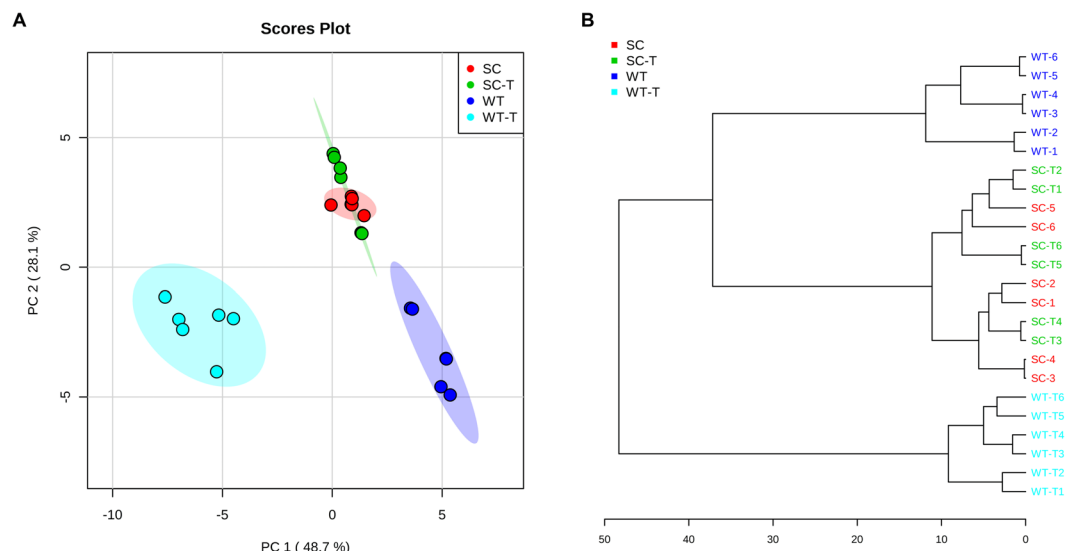 A
Scores Plot
SC
SC-T
WT
WT-T
5
0
-5
PC 2 ( 28.1 %)
-10
-5
0
5
PC 1 ( 48.7 %)
B
SC
SC-T
WT
WT-T
WT-6
WT-5
WT-4
WT-3
WT-2
WT-1
SC-T2
SC-T1
SC-5
SC-6
SC-T6
SC-T5
SC-2
SC-1
SC-T4
SC-T3
SC-4
SC-3
WT-T6
WT-T5
WT-T4
WT-T3
WT-T2
WT-T1
50
40
30
20
10
0